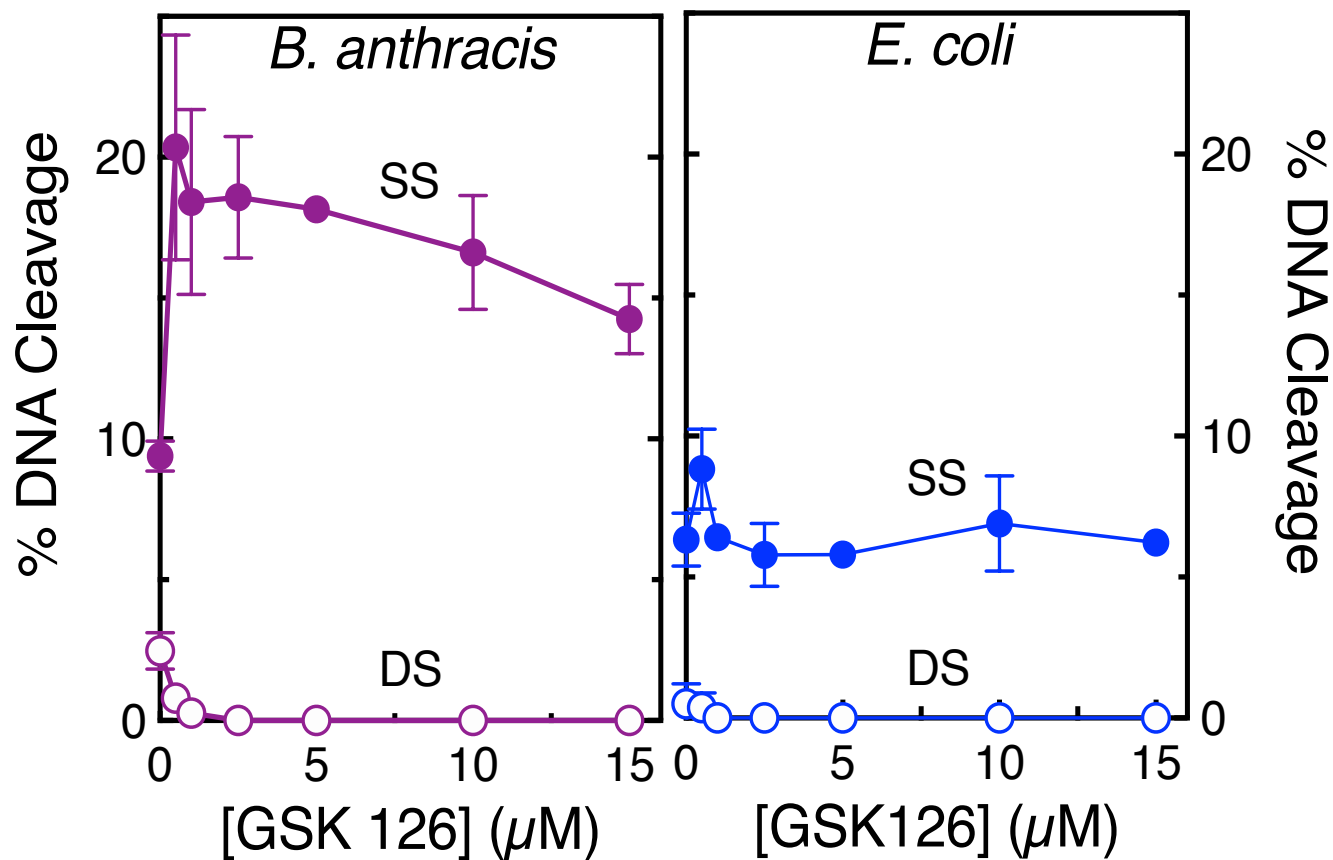 B. anthracis
% DNA Cleavage
20
10
0
SS
DS
0 5 10 15
[GSK 126] (µM)
E. coli
SS
DS
20
10
0
% DNA Cleavage
0 5 10 15
[GSK126] (µM)